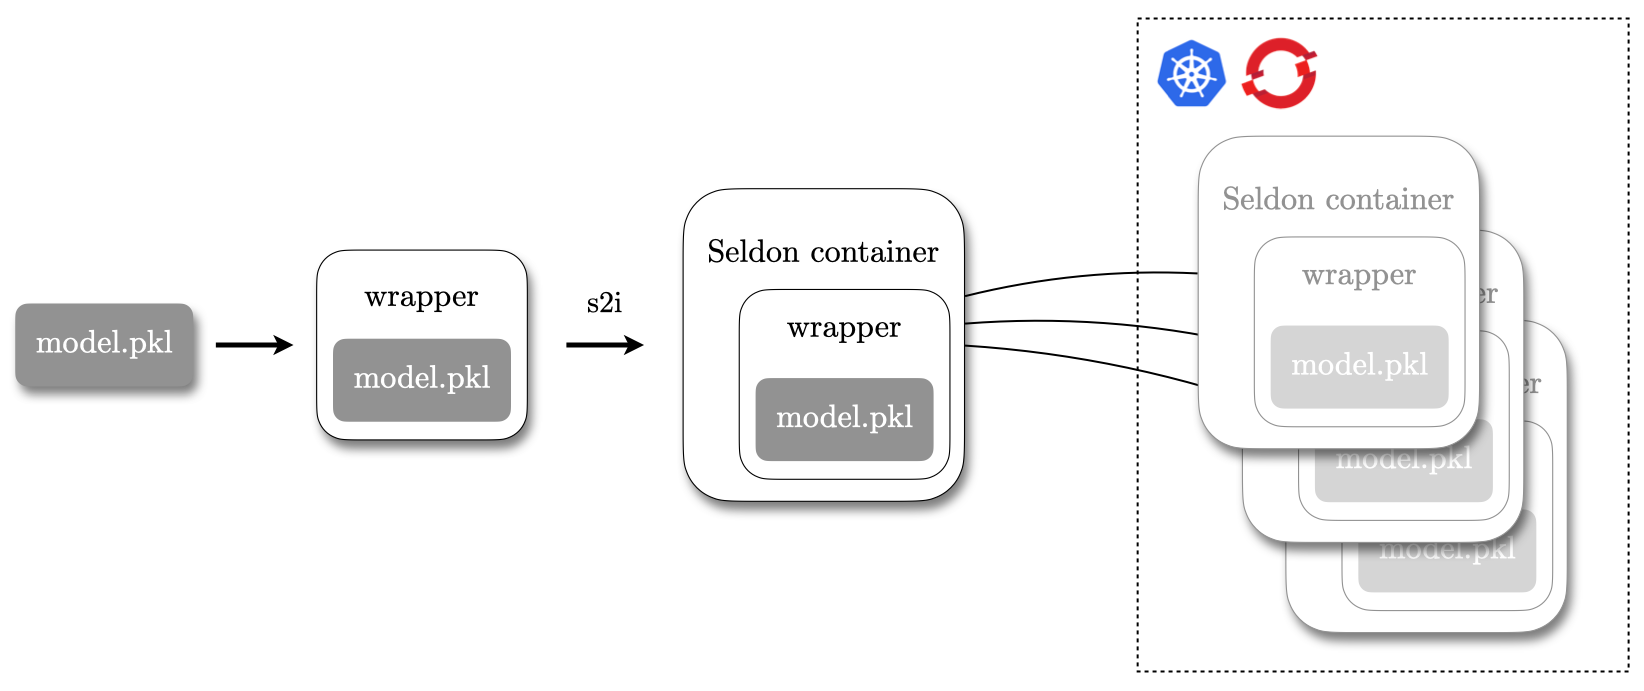 model.pkl
wrapper
model.pkl
s2i
Seldon container
wrapper
model.pkl
Seldon container
wrapper
model.pkl
er
model.pkl
er
model.pkl